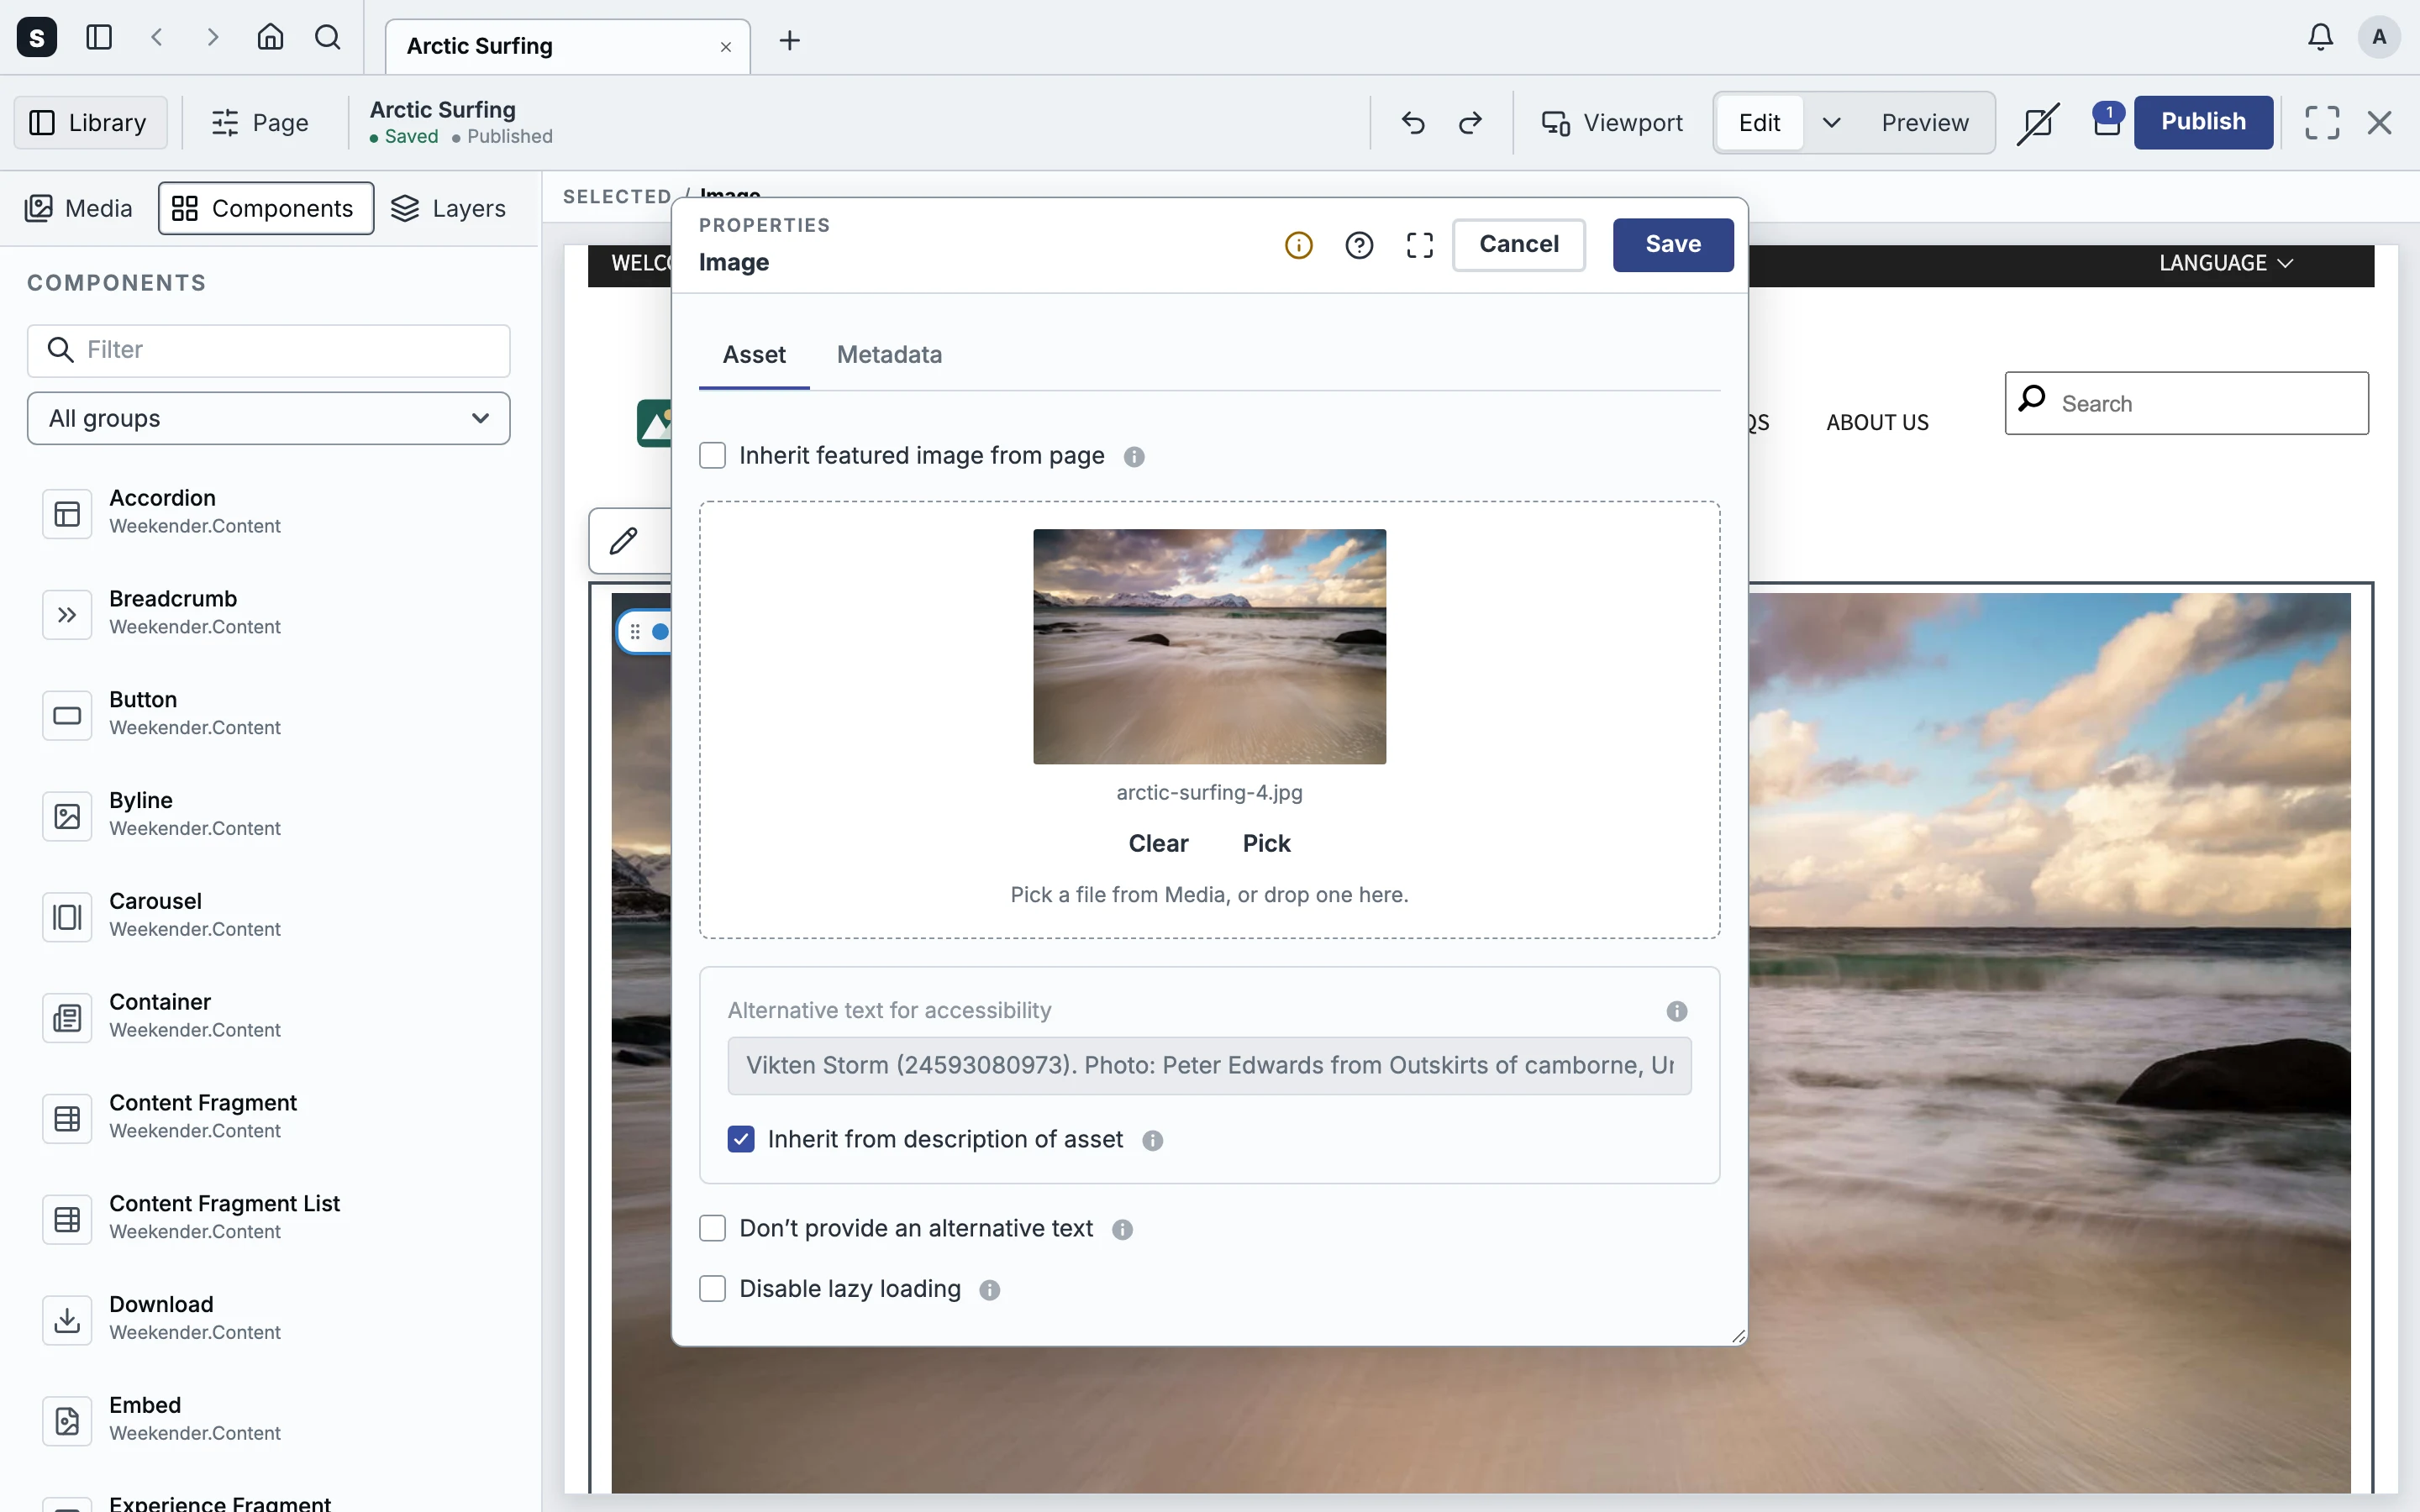 S
Arctic Surfing
A
Library
Page
Arctic Surfing
Saved
Published
Viewport
Edit
Preview
1
Publish
Media
Components
Layers
SELECTED / Image
COMPONENTS
Filter
All groups
Accordion
Weekender.Content
Breadcrumb
Weekender.Content
Button
Weekender.Content
Byline
Weekender.Content
Carousel
Weekender.Content
Container
Weekender.Content
Content Fragment
Weekender.Content
Content Fragment List
Weekender.Content
Download
Weekender.Content
Embed
Weekender.Content
Experience Fragment
PROPERTIES
Image
Cancel
Save
Asset
Metadata
Inherit featured image from page
arctic-surfing-4.jpg
Clear
Pick
Pick a file from Media, or drop one here.
Alternative text for accessibility
Vikten Storm (24593080973). Photo: Peter Edwards from Outskirts of camborne,
Inherit from description of asset
Don’t provide an alternative text
Disable lazy loading
LANGUAGE
ABOUT US
Search